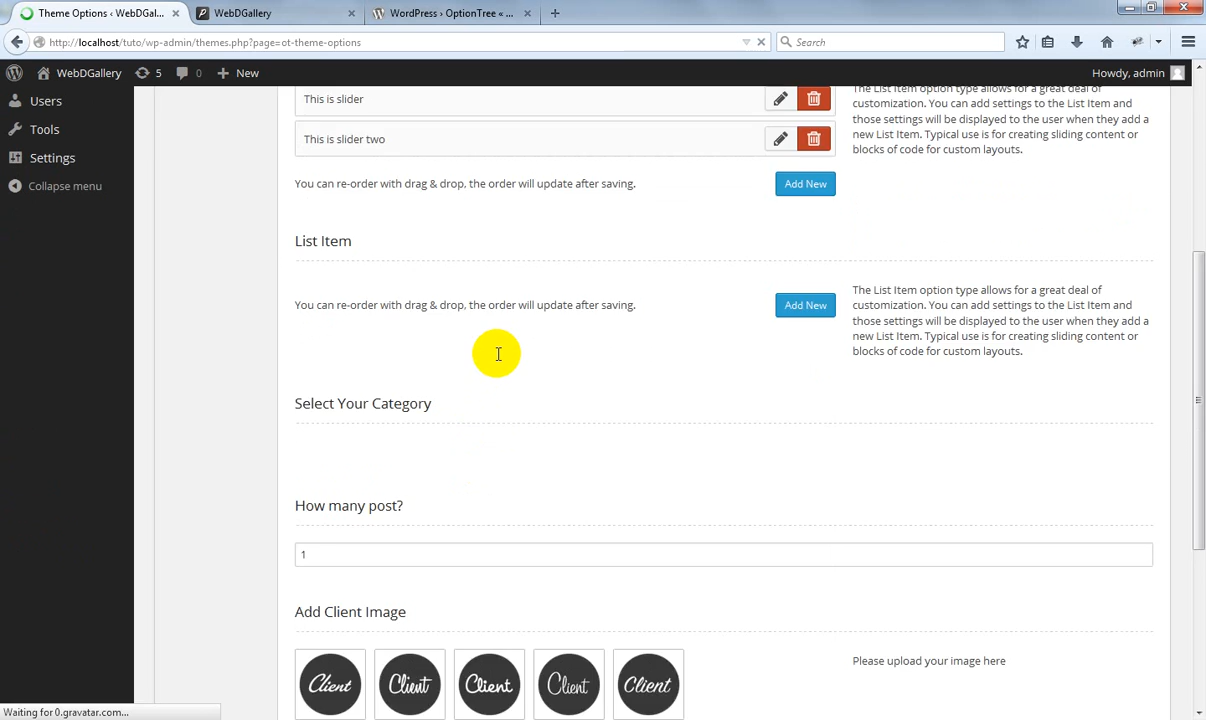 Theme Options ‹ WebDGal... ×
WebDGallery ×
WordPress › OptionTree « ... ×
http://localhost/tuto/wp-admin/themes.php?page=ot-theme-options
Search
WebDGallery 5 0 + New
Howdy, admin
Users
Tools
Settings
Collapse menu
This is slider
This is slider two
You can re-order with drag & drop, the order will update after saving.
Add New
The List Item option type allows for a great deal of
customization. You can add settings to the List Item and
those settings will be displayed to the user when they add a
new List Item. Typical use is for creating sliding content or
blocks of code for custom layouts.
List Item
You can re-order with drag & drop, the order will update after saving.
Add New
The List Item option type allows for a great deal of
customization. You can add settings to the List Item and
those settings will be displayed to the user when they add a
new List Item. Typical use is for creating sliding content or
blocks of code for custom layouts.
Select Your Category
How many post?
1
Add Client Image
Client Client Client Client Client
Please upload your image here
Waiting for 0.gravatar.com...